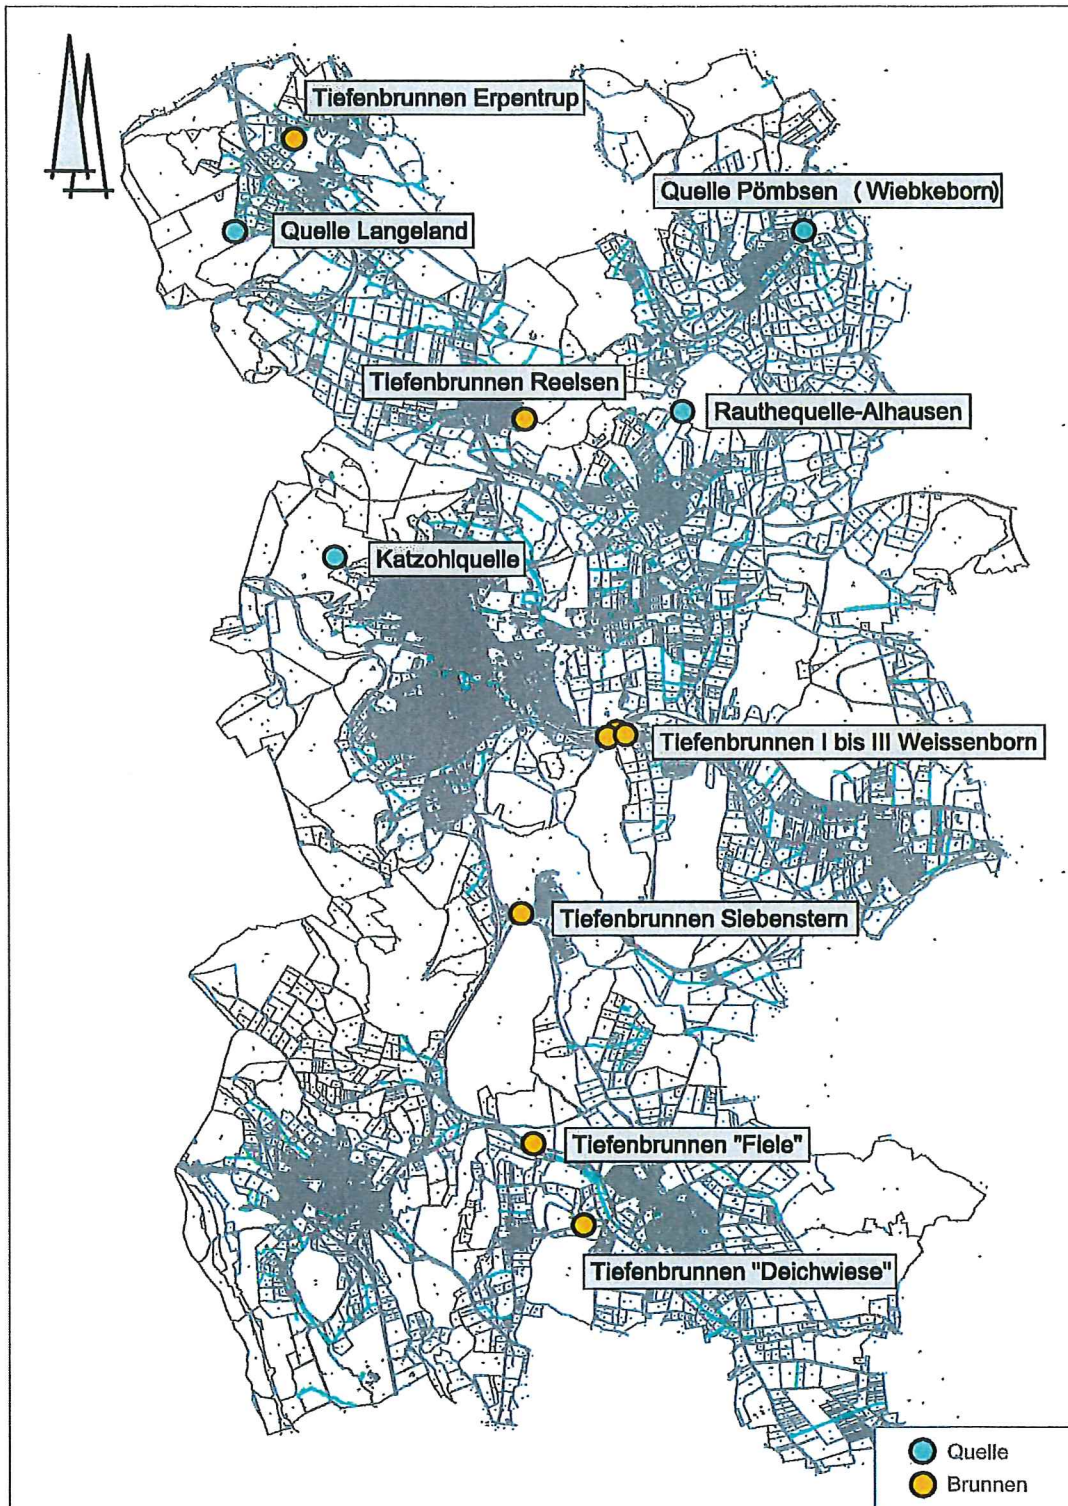 Tiefenbrunnen Erpentrup
Quelle Pömbsen ( Wiebkeborn)
Quelle Langeland
Tiefenbrunnen Reelsen
Rauthequelle-Alhausen
Katzohlquelle
Tiefenbrunnen I bis III Weissenborn
Tiefenbrunnen Siebenstern
Tiefenbrunnen "Fiele"
Tiefenbrunnen "Deichwiese"
Quelle
Brunnen